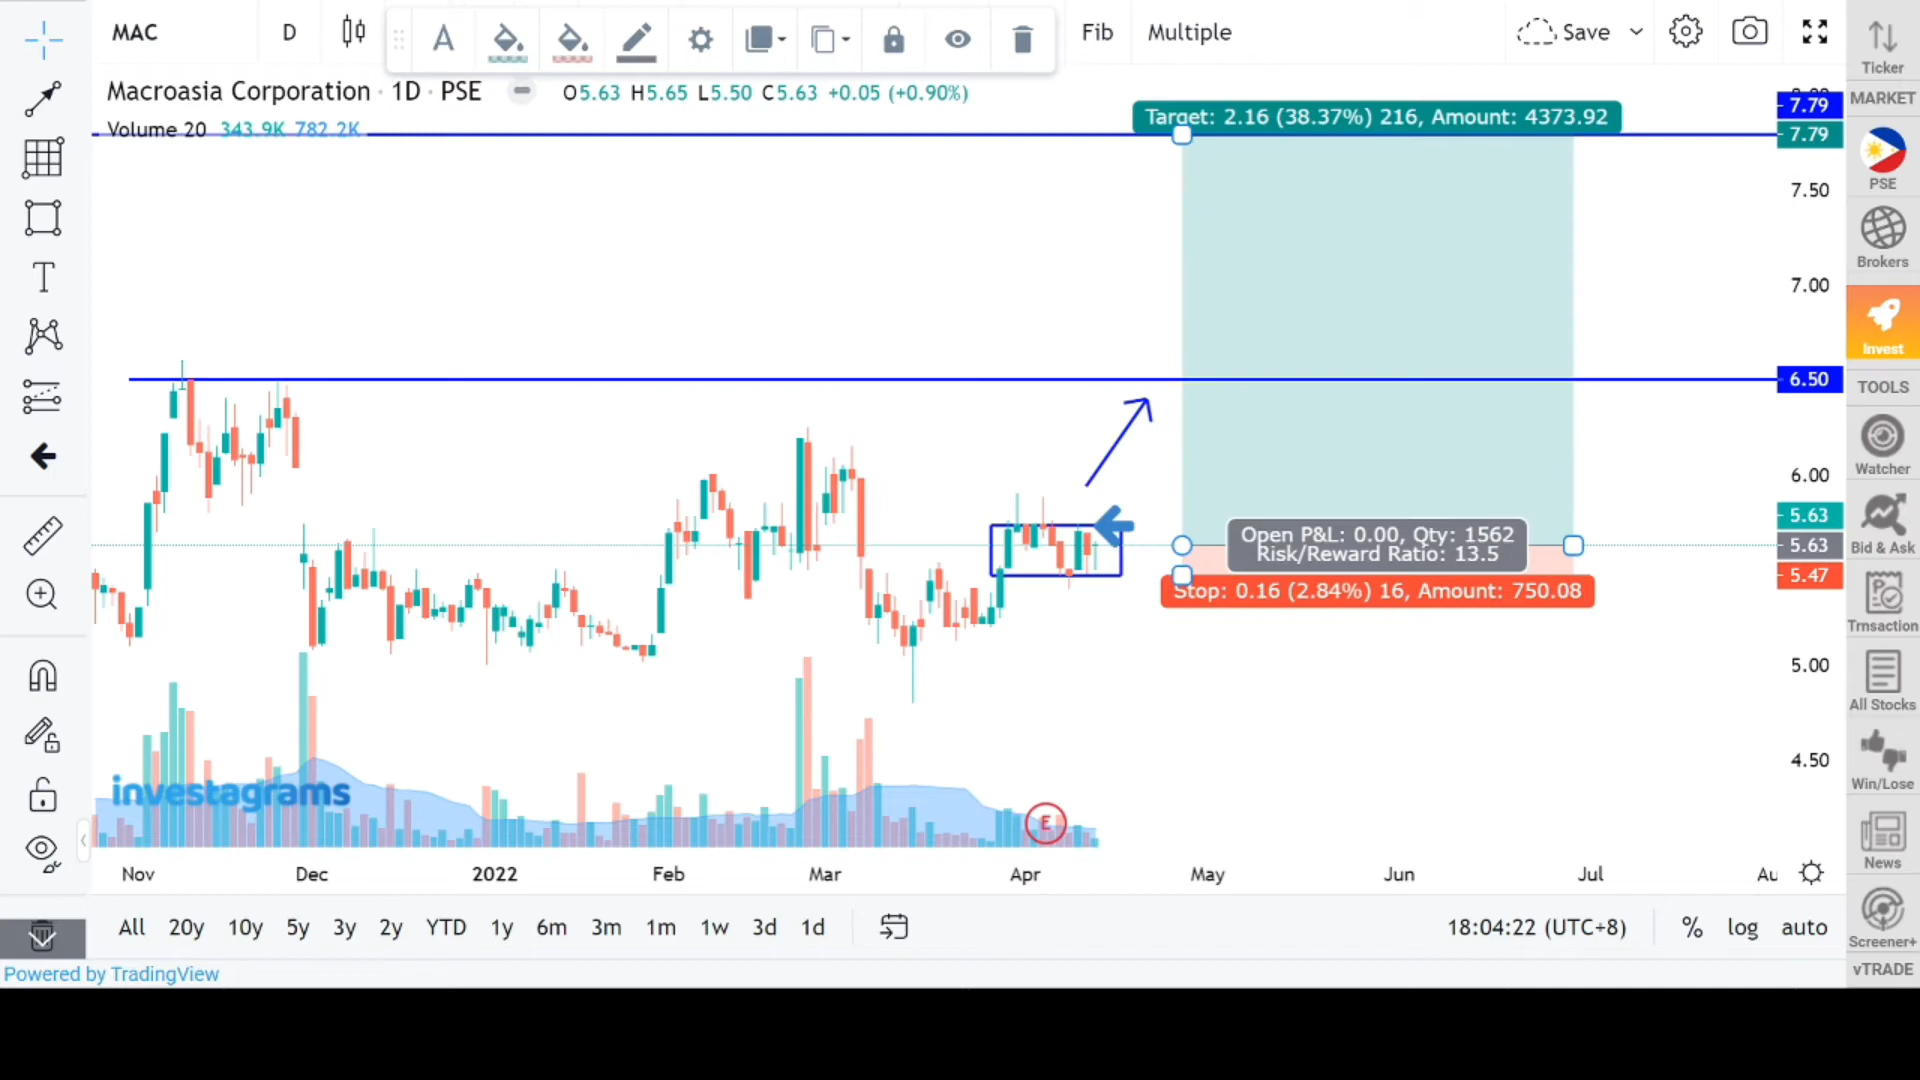 MAC
D
Fib
Multiple
Save
Ticker
MARKET
Macroasia Corporation · 1D · PSE
O5.63 H5.65 L5.50 C5.63 +0.05 (+0.90%)
Volume 20 343.9K 782.2K
Target: 2.16 (38.37%) 216, Amount: 4373.92
7.79
7.79
7.50
7.00
6.50
6.00
5.63
5.63
5.47
5.00
4.50
PSE
Brokers
Invest
TOOLS
Watcher
Bid & Ask
Trnsaction
All Stocks
Win/Lose
News
Screener+
vTRADE
Open P&L: 0.00, Qty: 1562
Risk/Reward Ratio: 13.5
Stop: 0.16 (2.84%) 16, Amount: 750.08
investagrams
E
Nov Dec 2022 Feb Mar Apr May Jun Jul Au
All 20y 10y 5y 3y 2y YTD 1y 6m 3m 1m 1w 3d 1d
18:04:22 (UTC+8) % log auto
Powered by TradingView